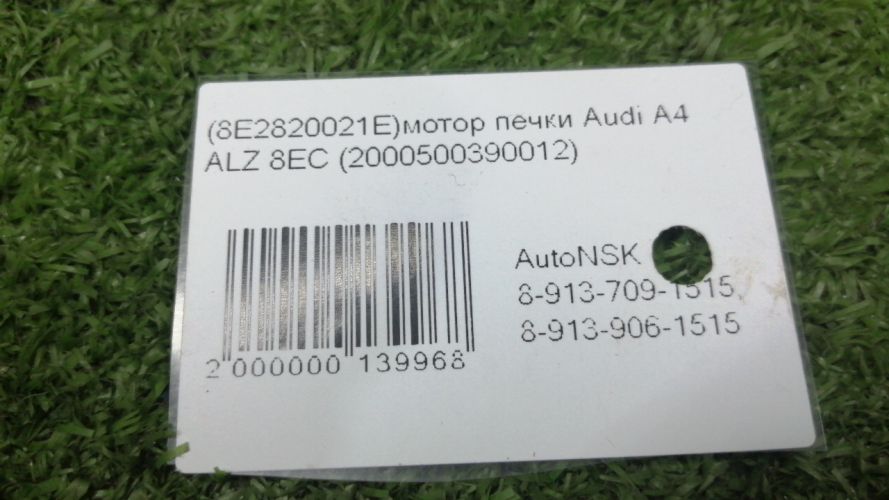 (8E2820021E)мотор печки Audi A4
ALZ 8EC (2000500390012)
AutoNSK
8-913-709-1515,
8-913-906-1515
2 000000 139968